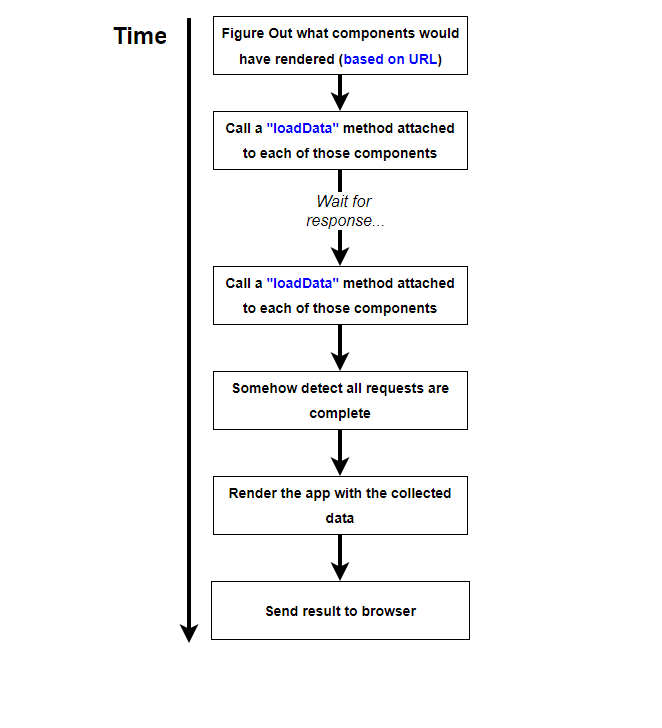 Time
Figure Out what components would
have rendered (based on URL)
Call a "loadData" method attached
to each of those components
Wait for
response...
Call a "loadData" method attached
to each of those components
Somehow detect all requests are
complete
Render the app with the collected
data
Send result to browser